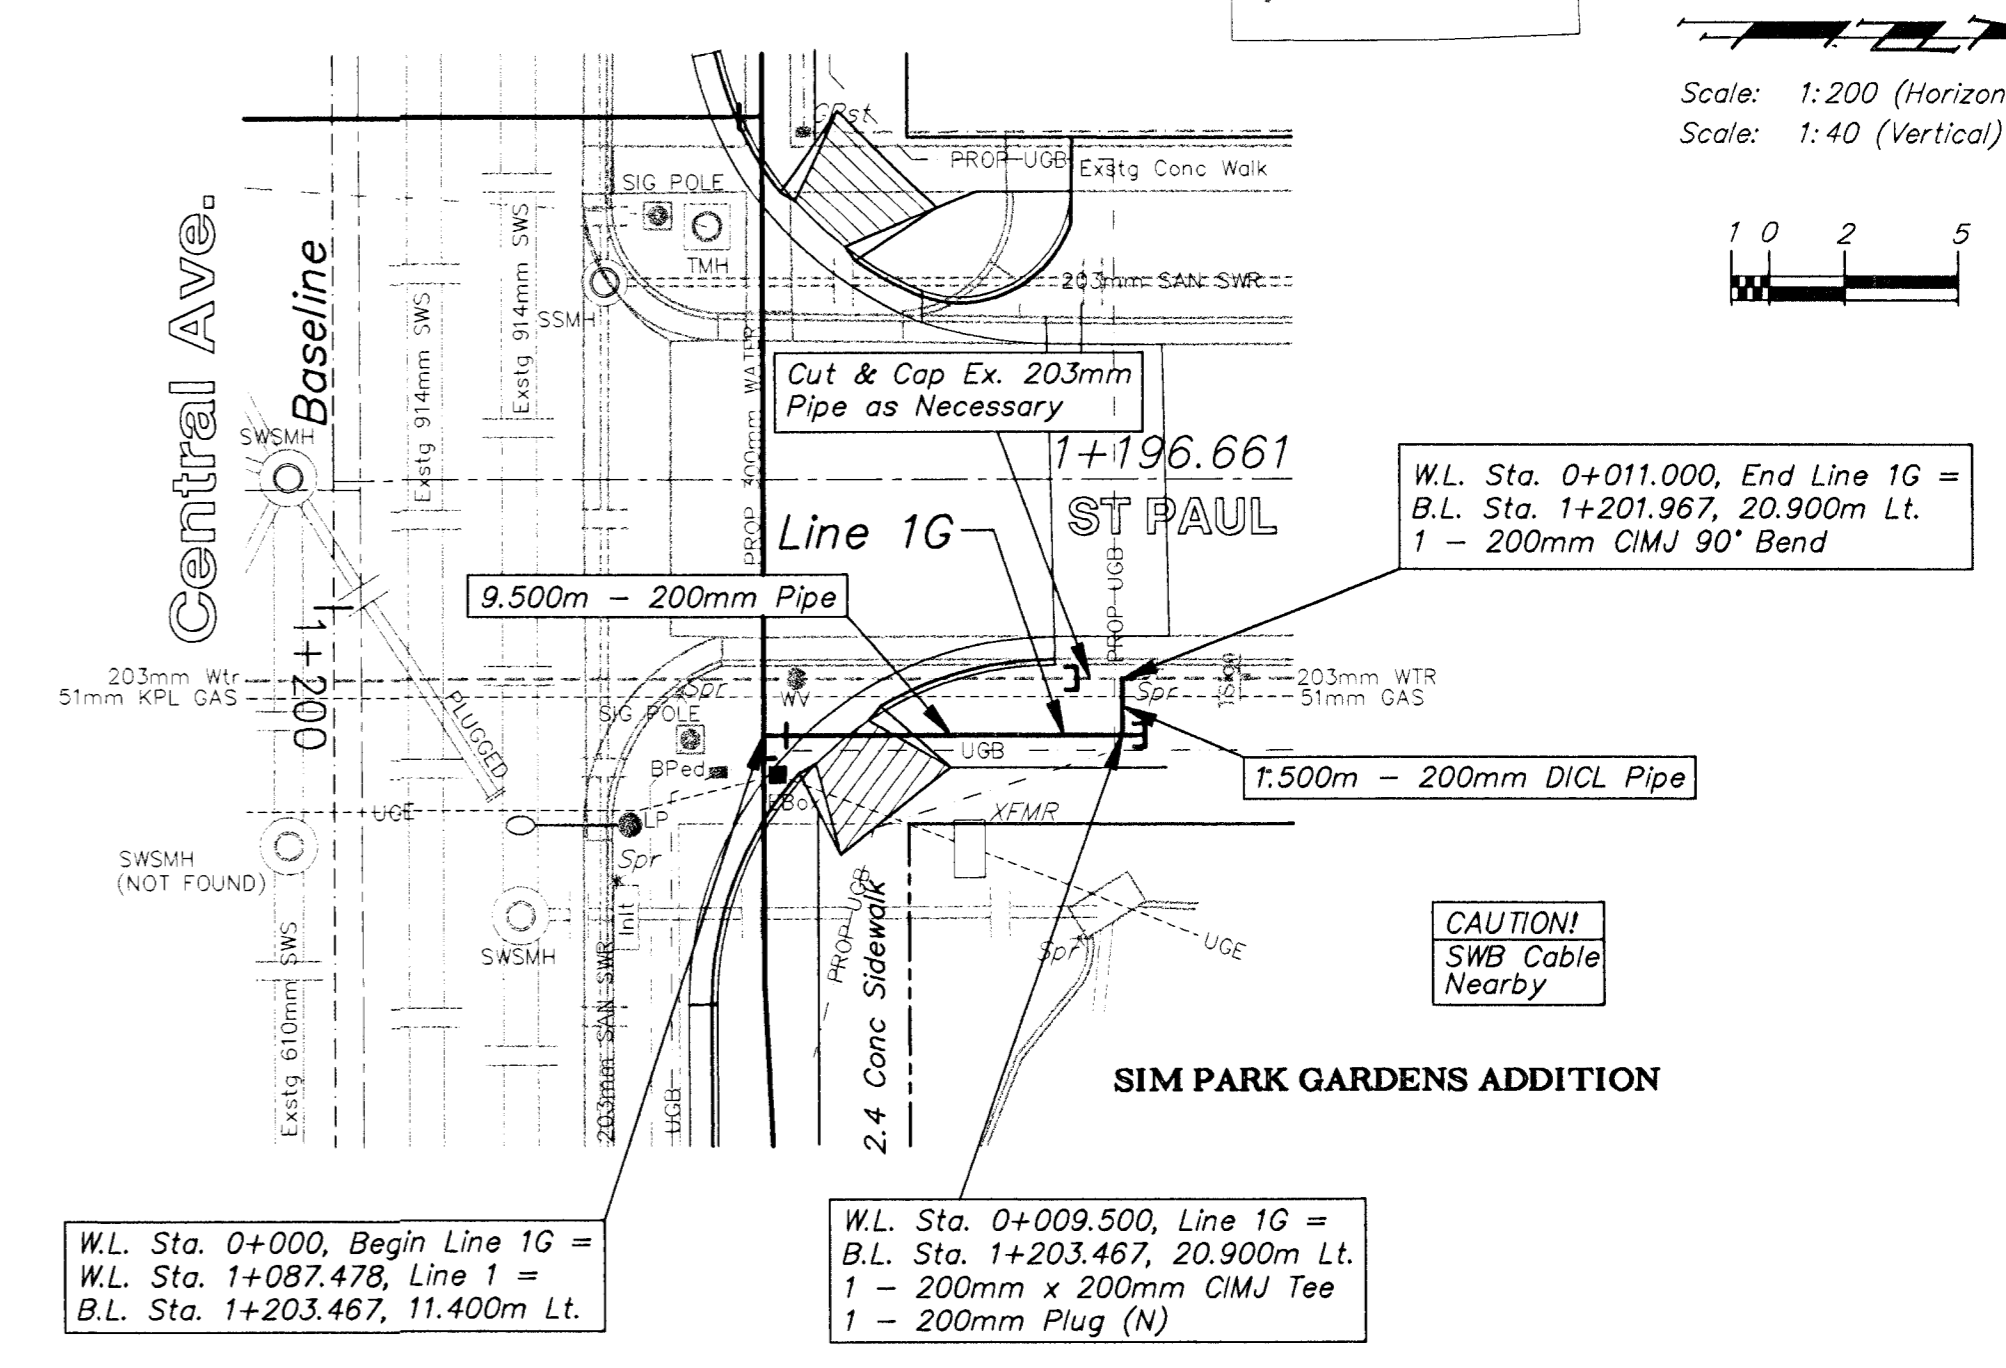 Scale: 1:200 (Horizon
Scale: 1:40 (Vertical)
1 0 2 5
GRst
PROP UGB
Exstg Conc Walk
SIG POLE
TMH
203mm SAN SWR
SSMH
Central Ave.
Baseline
Exstg 914mm SWS
Exstg 914mm SWS
PROP 300mm WATR
Cut & Cap Ex. 203mm
Pipe as Necessary
1+196.661
ST PAUL
SWSMH
Line 1G
W.L. Sta. 0+011.000, End Line 1G =
B.L. Sta. 1+201.967, 20.900m Lt.
1 - 200mm CIMJ 90° Bend
9.500m - 200mm Pipe
PROP UGB
1+200
203mm Wtr
51mm KPL GAS
PLUGGED
Spr
WV
SIG POLE
Spr
203mm WTR
51mm GAS
UGB
BPed
EBox
1.500m - 200mm DICL Pipe
UGE
LP
XFMR
SWSMH
(NOT FOUND)
Spr
Inlt
SWSMH
PROP UGB
2.4 Conc Sidewalk
Spr
UGE
CAUTION!
SWB Cable
Nearby
Exstg 610mm SWS
203mm SAN SWR
UGB
SIM PARK GARDENS ADDITION
W.L. Sta. 0+000, Begin Line 1G =
W.L. Sta. 1+087.478, Line 1 =
B.L. Sta. 1+203.467, 11.400m Lt.
W.L. Sta. 0+009.500, Line 1G =
B.L. Sta. 1+203.467, 20.900m Lt.
1 - 200mm x 200mm CIMJ Tee
1 - 200mm Plug (N)